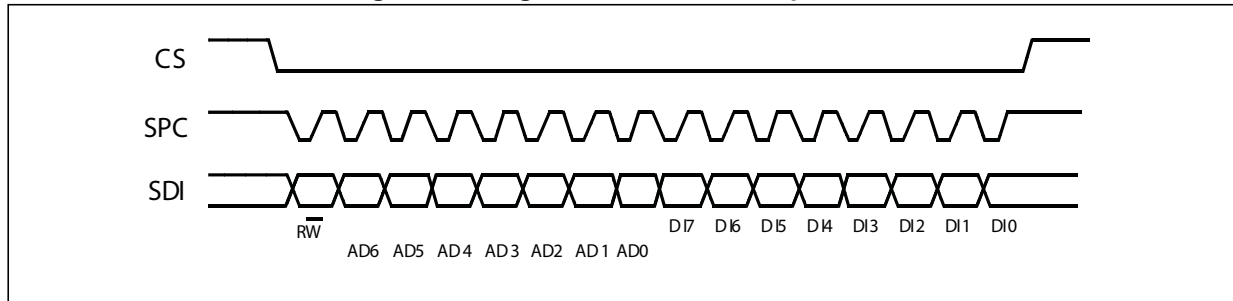 CS
SPC
SDI
RW
DI7 DI6 DI5 DI4 DI3 DI2 DI1 DI0
AD6 AD5 AD4 AD3 AD2 AD1 AD0